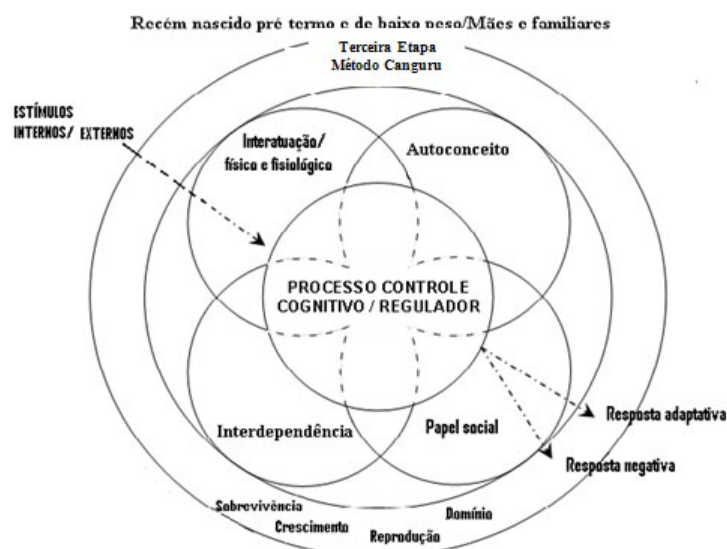 Recém nascido pré termo e de baixo peso/Mães e familiares
Terceira Etapa
Método Canguru
ESTÍMULOS
INTERNOS/ EXTERNOS
Interatuação/
físico e fisiológico
Autoconceito
PROCESSO CONTROLE
COGNITIVO / REGULADOR
Interdependência
Papel social
Resposta adaptativa
Resposta negativa
Sobrevivência
Crescimento
Reprodução
Domínio